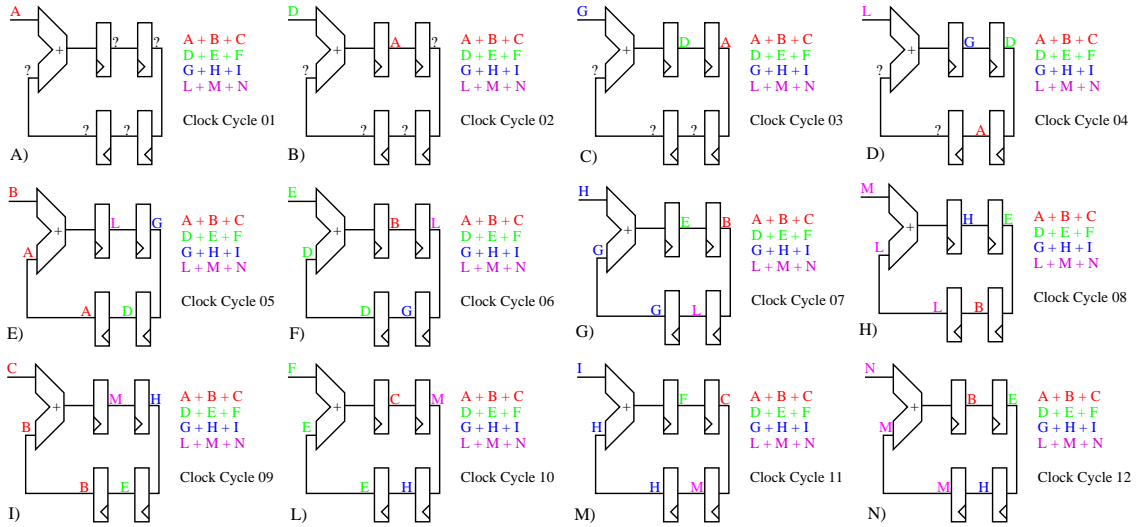 A
+
?
?
?
?
?
A + B + C
D + E + F
G + H + I
L + M + N
Clock Cycle 01
A)
D
+
A
?
?
?
?
A + B + C
D + E + F
G + H + I
L + M + N
Clock Cycle 02
B)
G
+
D
A
?
?
?
A + B + C
D + E + F
G + H + I
L + M + N
Clock Cycle 03
C)
L
+
G
D
?
?
A
A + B + C
D + E + F
G + H + I
L + M + N
Clock Cycle 04
D)
B
+
L
G
A
A
D
A + B + C
D + E + F
G + H + I
L + M + N
Clock Cycle 05
E)
E
+
B
L
D
D
G
A + B + C
D + E + F
G + H + I
L + M + N
Clock Cycle 06
F)
H
+
E
B
G
G
L
A + B + C
D + E + F
G + H + I
L + M + N
Clock Cycle 07
G)
M
+
H
E
L
L
B
A + B + C
D + E + F
G + H + I
L + M + N
Clock Cycle 08
H)
C
+
M
H
B
B
E
A + B + C
D + E + F
G + H + I
L + M + N
Clock Cycle 09
I)
F
+
C
M
E
E
H
A + B + C
D + E + F
G + H + I
L + M + N
Clock Cycle 10
L)
I
+
F
C
H
H
M
A + B + C
D + E + F
G + H + I
L + M + N
Clock Cycle 11
M)
N
+
B
E
M
M
H
A + B + C
D + E + F
G + H + I
L + M + N
Clock Cycle 12
N)